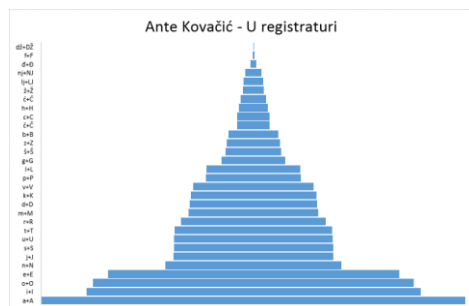 Ante Kovačić - U registraturi
dž+DŽ
f+F
đ+Đ
nj+NJ
lj+LJ
ž+Ž
ć+Ć
h+H
c+C
č+Č
b+B
z+Z
š+Š
g+G
l+L
p+P
v+V
k+K
d+D
m+M
r+R
t+T
u+U
s+S
j+J
n+N
e+E
o+O
i+I
a+A